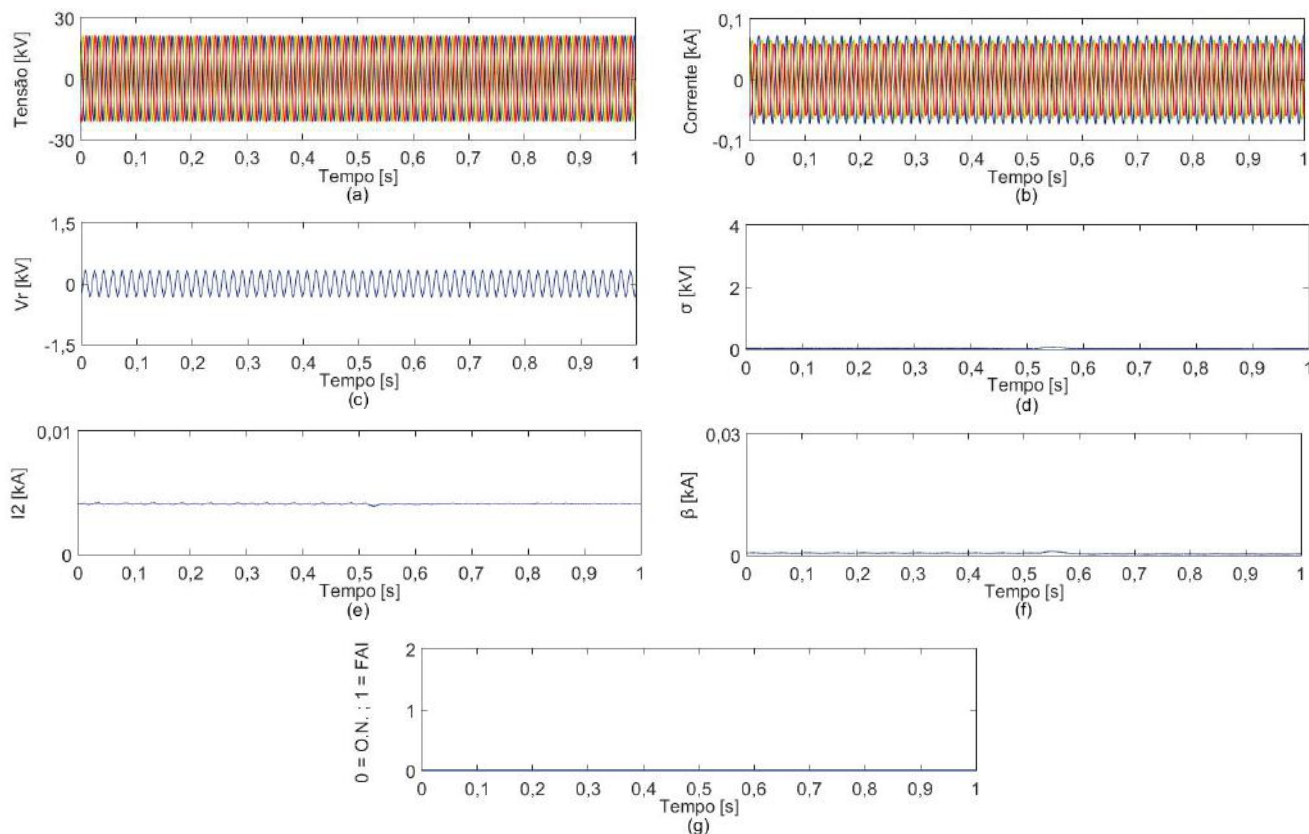 Tensão [kV]
30
0
-30
0 0,1 0,2 0,3 0,4 0,5 0,6 0,7 0,8 0,9 1
Tempo [s]
(a)
Corrente [kA]
0,1
0
-0,1
0 0,1 0,2 0,3 0,4 0,5 0,6 0,7 0,8 0,9 1
Tempo [s]
(b)
Vr [kV]
1,5
0
-1,5
0 0,1 0,2 0,3 0,4 0,5 0,6 0,7 0,8 0,9 1
Tempo [s]
(c)
σ [kV]
4
2
0
0 0,1 0,2 0,3 0,4 0,5 0,6 0,7 0,8 0,9 1
Tempo [s]
(d)
I2 [kA]
0,01
0
0 0,1 0,2 0,3 0,4 0,5 0,6 0,7 0,8 0,9 1
Tempo [s]
(e)
β [kA]
0,03
0
0 0,1 0,2 0,3 0,4 0,5 0,6 0,7 0,8 0,9 1
Tempo [s]
(f)
0 = O.N. ; 1 = FAI
2
1
0
0 0,1 0,2 0,3 0,4 0,5 0,6 0,7 0,8 0,9 1
Tempo [s]
(g)